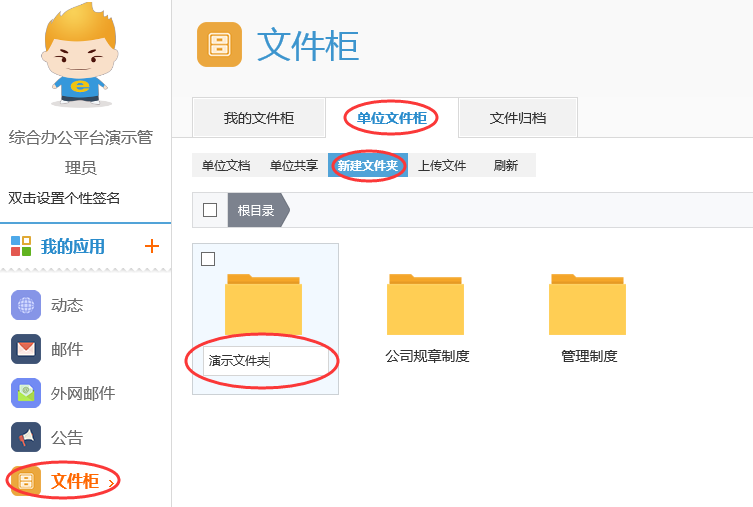 文件柜
综合办公平台演示管
理员
双击设置个性签名
我的应用
动态
邮件
外网邮件
公告
文件柜
我的文件柜
单位文件柜
文件归档
单位文档
单位共享
新建文件夹
上传文件
刷新
根目录
演示文件夹
公司规章制度
管理制度